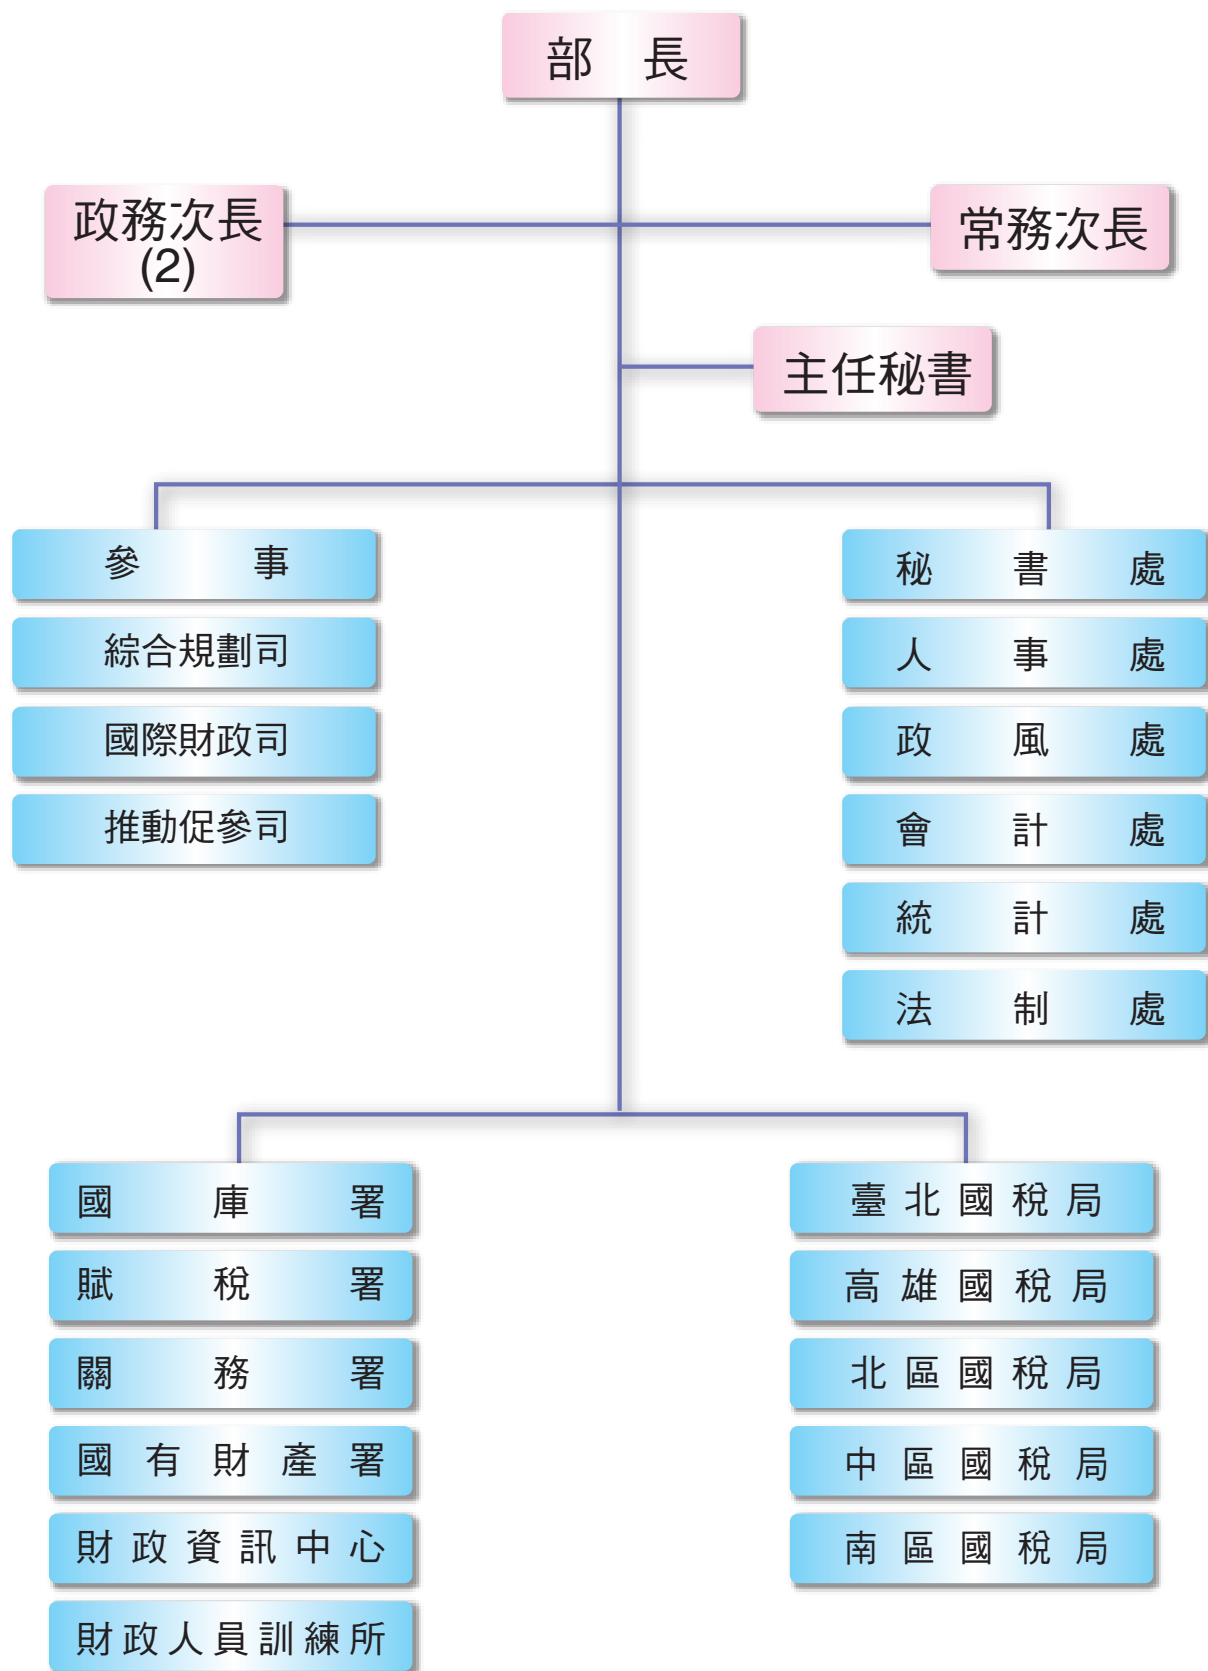 部長
政務次長
(2)
常務次長
主任秘書
參事
綜合規劃司
國際財政司
推動促參司
秘書處
人事處
政風處
會計處
統計處
法制處
國庫署
賦稅署
關務署
國有財產署
財政資訊中心
財政人員訓練所
臺北國稅局
高雄國稅局
北區國稅局
中區國稅局
南區國稅局